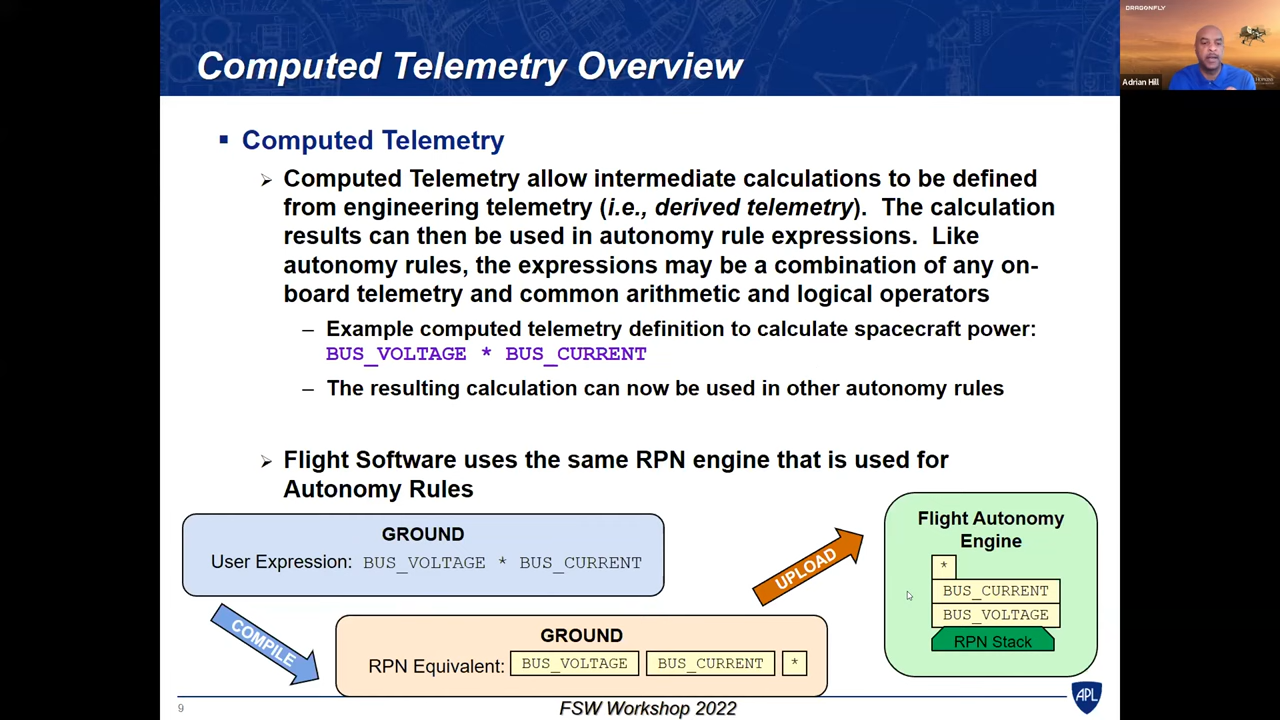 DRAGONFLY
Adrian Hill
Computed Telemetry Overview
Computed Telemetry
Computed Telemetry allow intermediate calculations to be defined
from engineering telemetry (i.e., derived telemetry). The calculation
results can then be used in autonomy rule expressions. Like
autonomy rules, the expressions may be a combination of any on-
board telemetry and common arithmetic and logical operators
– Example computed telemetry definition to calculate spacecraft power:
BUS_VOLTAGE * BUS_CURRENT
– The resulting calculation can now be used in other autonomy rules
Flight Software uses the same RPN engine that is used for
Autonomy Rules
GROUND
User Expression: BUS_VOLTAGE * BUS_CURRENT
COMPILE
GROUND
RPN Equivalent: BUS_VOLTAGE BUS_CURRENT *
UPLOAD
Flight Autonomy
Engine
*
BUS_CURRENT
BUS_VOLTAGE
RPN Stack
9
FSW Workshop 2022
APL